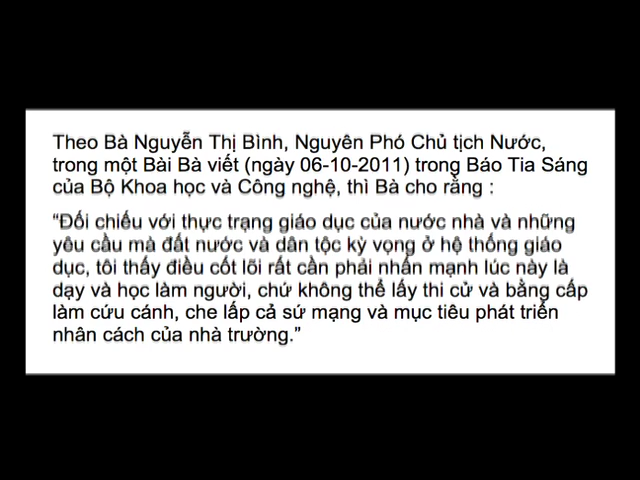 Theo Bà Nguyễn Thị Bình, Nguyên Phó Chủ tịch Nước,
trong một Bài Bà viết (ngày 06-10-2011) trong Báo Tia Sáng
của Bộ Khoa học và Công nghệ, thì Bà cho rằng :
“Đối chiếu với thực trạng giáo dục của nước nhà và những
yêu cầu mà đất nước và dân tộc kỳ vọng ở hệ thống giáo
dục, tôi thấy điều cốt lõi rất cần phải nhấn mạnh lúc này là
dạy và học làm người, chứ không thể lấy thi cử và bằng cấp
làm cứu cánh, che lấp cả sứ mạng và mục tiêu phát triển
nhân cách của nhà trường.”